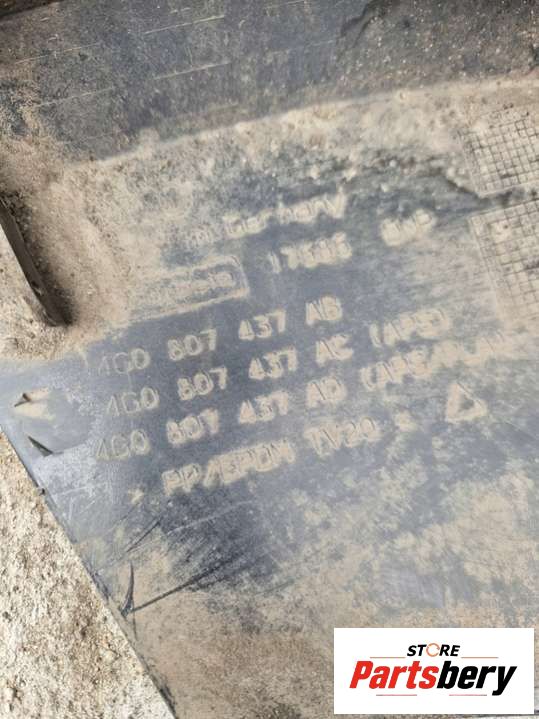 Germany
4G0 807 437 AB
4G0 807 437 AC (APS)
4G0 807 437 AD
PP/EPDM TV20
STORE
Partsbery